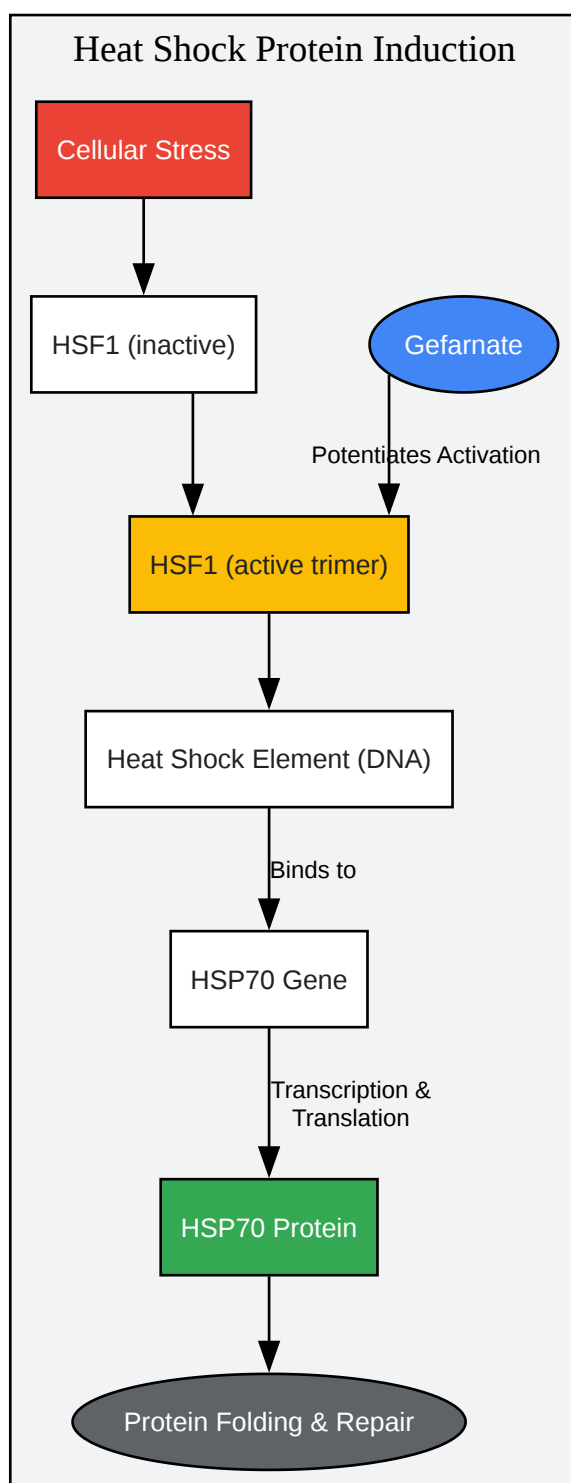 Heat Shock Protein Induction
Cellular Stress
HSF1 (inactive)
Gefarnate
Potentiates Activation
HSF1 (active trimer)
Heat Shock Element (DNA)
Binds to
HSP70 Gene
Transcription &
Translation
HSP70 Protein
Protein Folding & Repair